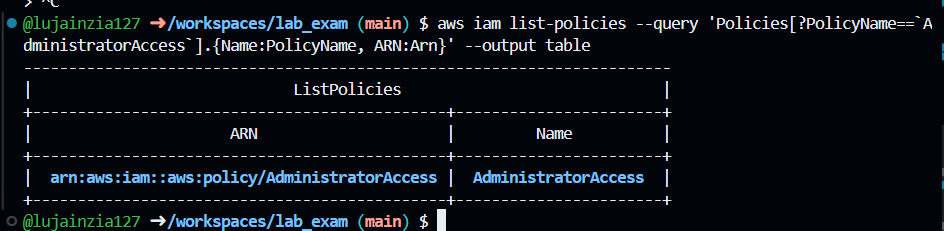 > ^C
@lujainzia127 ➜/workspaces/lab_exam (main) $ aws iam list-policies --query 'Policies[?PolicyName==`A
dministratorAccess`].{Name:PolicyName, ARN:Arn}' --output table
--------------------------------------------------------------------
| ListPolicies |
+--------------------------------------------+---------------------+
| ARN | Name |
+--------------------------------------------+---------------------+
| arn:aws:iam::aws:policy/AdministratorAccess | AdministratorAccess |
+--------------------------------------------+---------------------+
@lujainzia127 ➜/workspaces/lab_exam (main) $